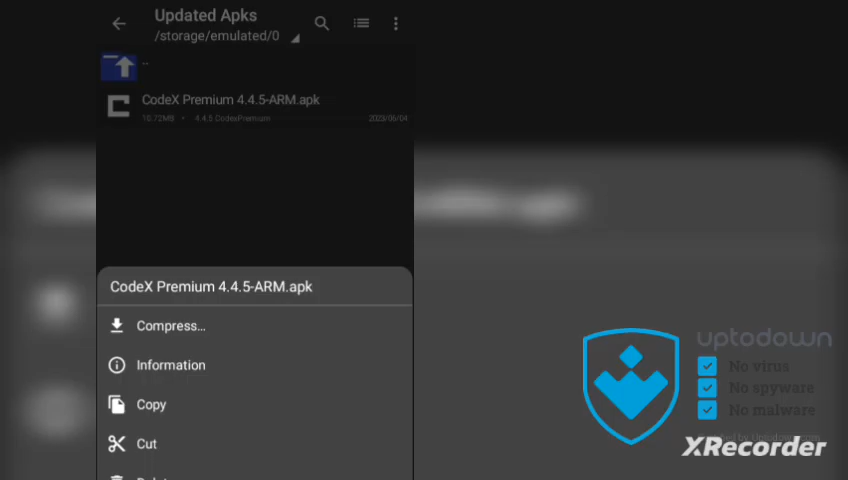 Updated Apks
/storage/emulated/0
..
CodeX Premium 4.4.5-ARM.apk
10.72MB • 4.4.5 CodexPremium 2023/06/04
CodeX Premium 4.4.5-ARM.apk
Compress...
Information
Copy
Cut
uptodown
No virus
No spyware
No malware
XRecorder